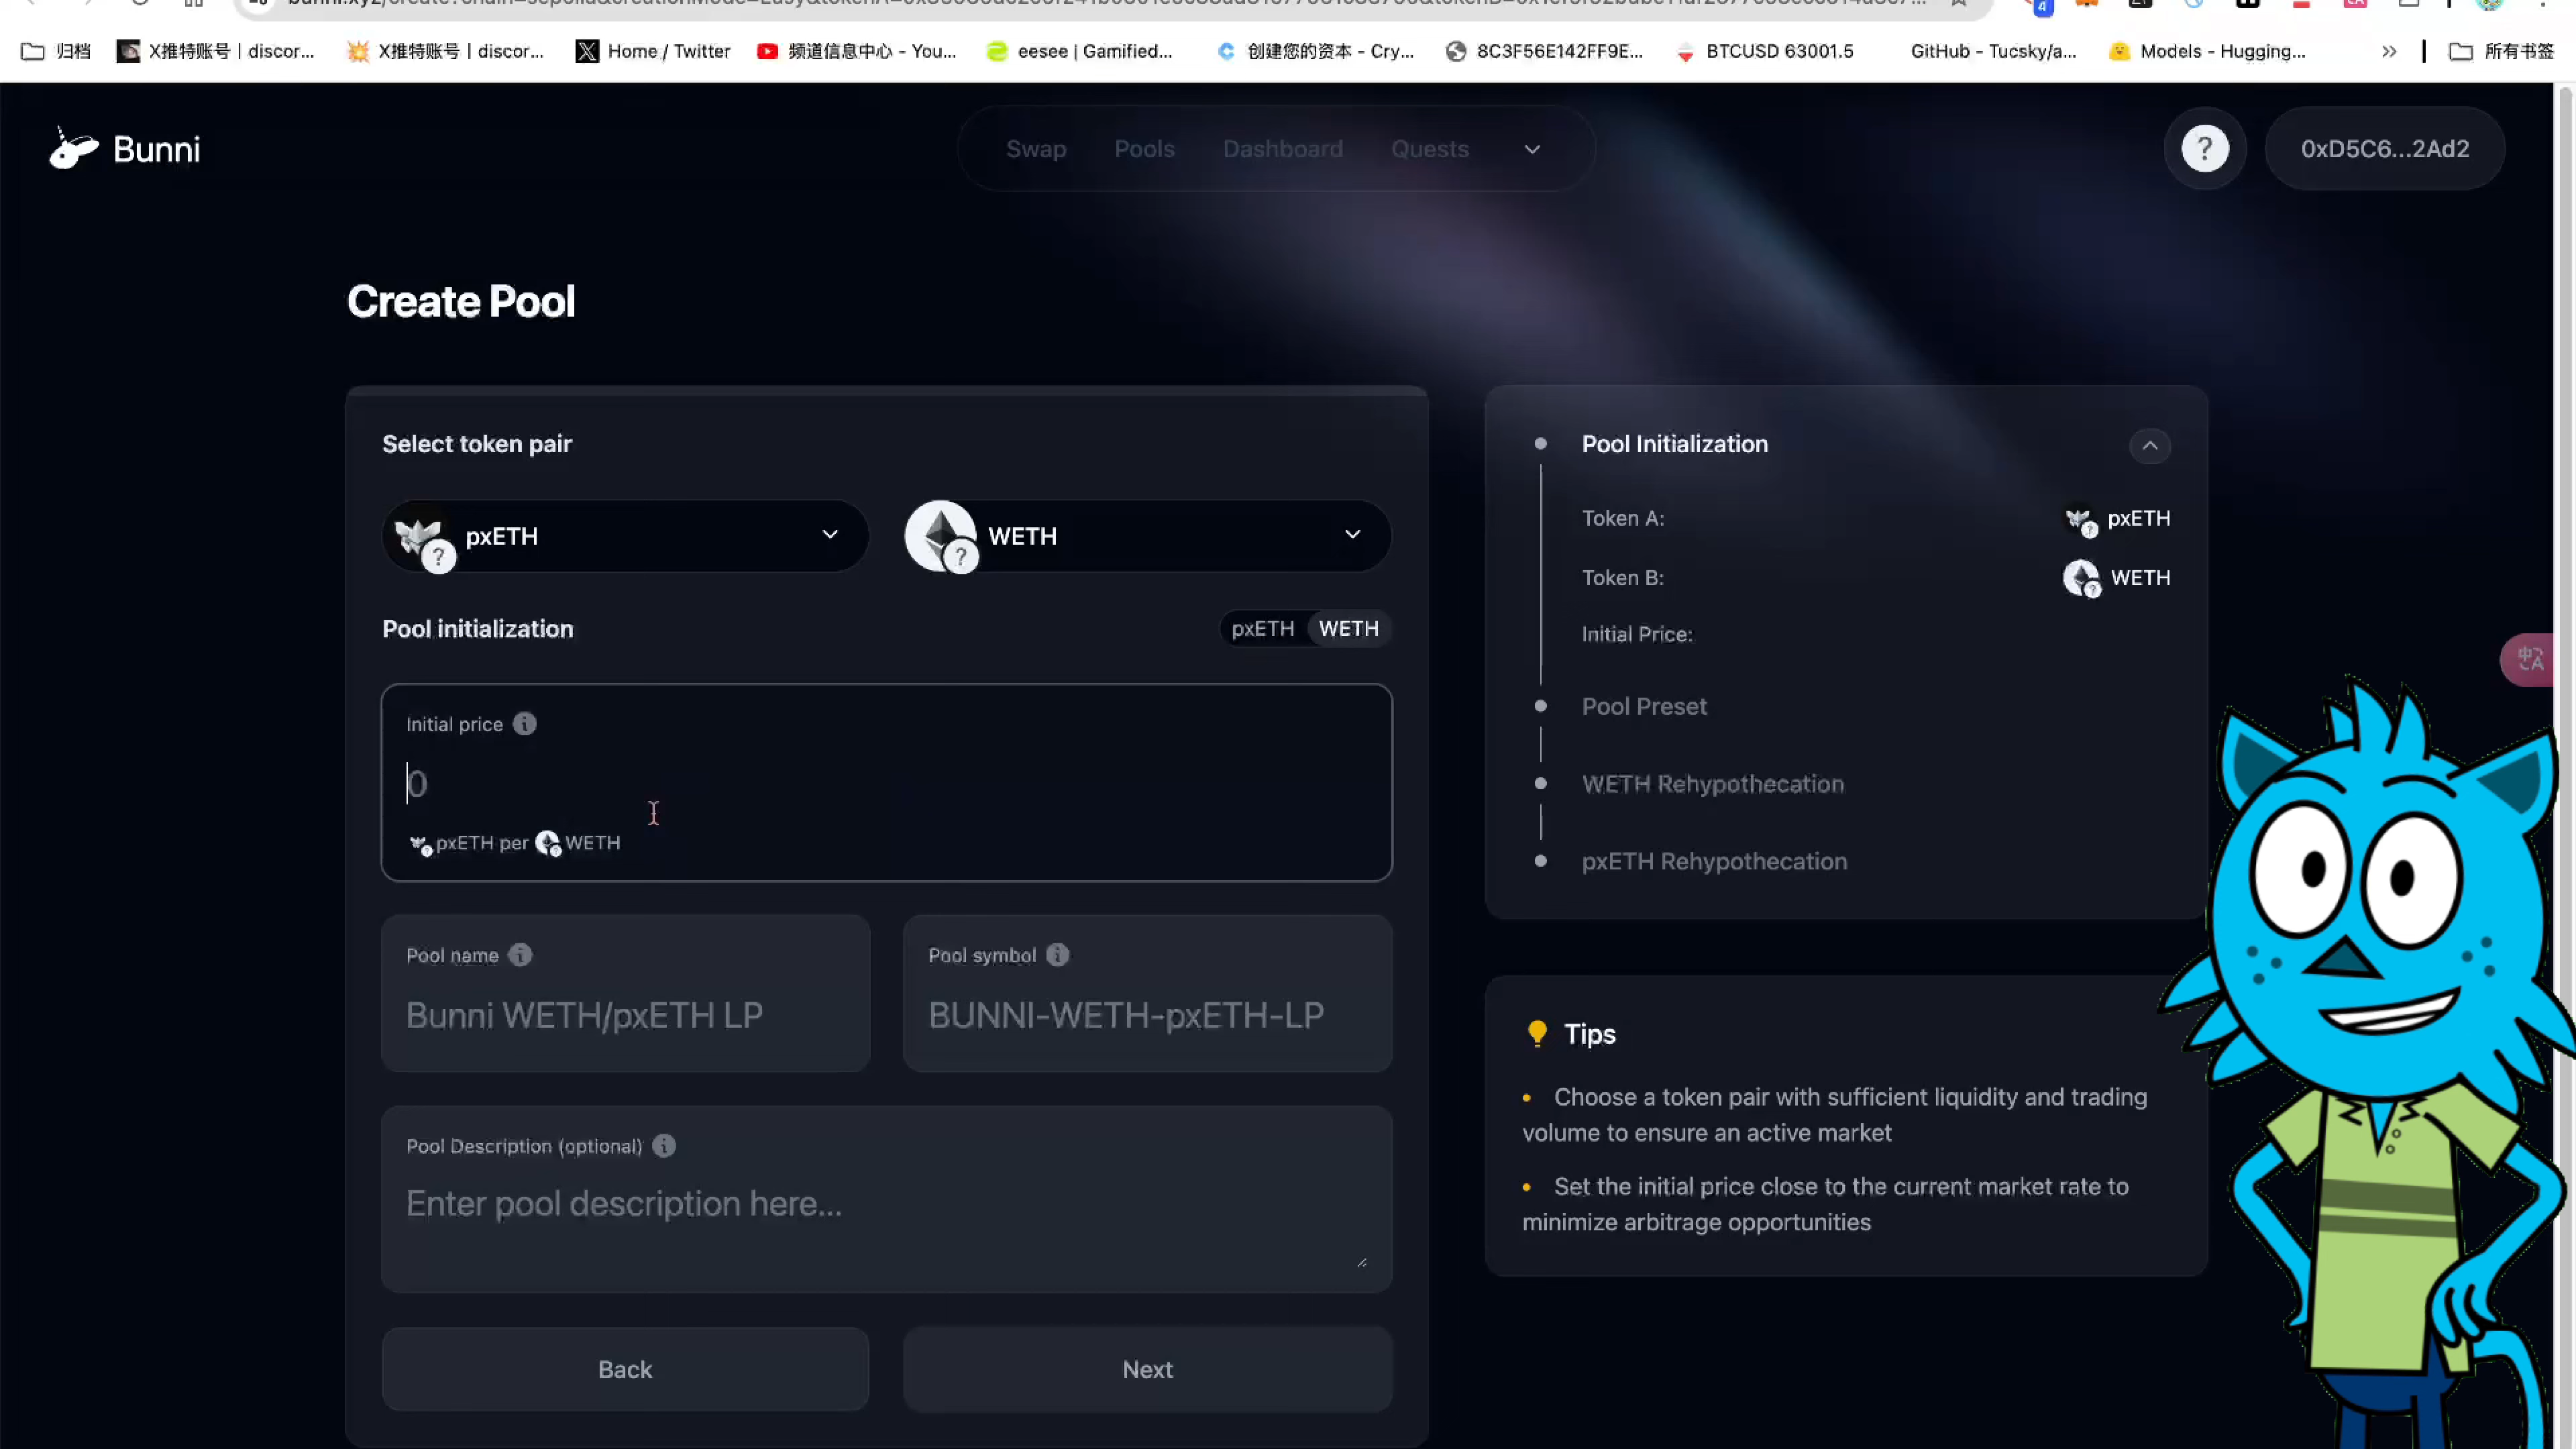 归档
X推特账号 | discor...
X推特账号 | discor...
Home / Twitter
频道信息中心 - You...
eesee | Gamified...
创建您的资本 - Cry...
8C3F56E142FF9E...
BTCUSD 63001.5
GitHub - Tucsky/a...
Models - Hugging...
所有书签
Bunni
Swap
Pools
Dashboard
Quests
?
0xD5C6...2Ad2
Create Pool
Select token pair
pxETH
WETH
Pool initialization
pxETH
WETH
Initial price
0
pxETH per WETH
Pool name
Bunni WETH/pxETH LP
Pool symbol
BUNNI-WETH-pxETH-LP
Pool Description (optional)
Enter pool description here...
Back
Next
Pool Initialization
Token A:
pxETH
Token B:
WETH
Initial Price:
Pool Preset
WETH Rehypothecation
pxETH Rehypothecation
Tips
• Choose a token pair with sufficient liquidity and trading
volume to ensure an active market
• Set the initial price close to the current market rate to
minimize arbitrage opportunities